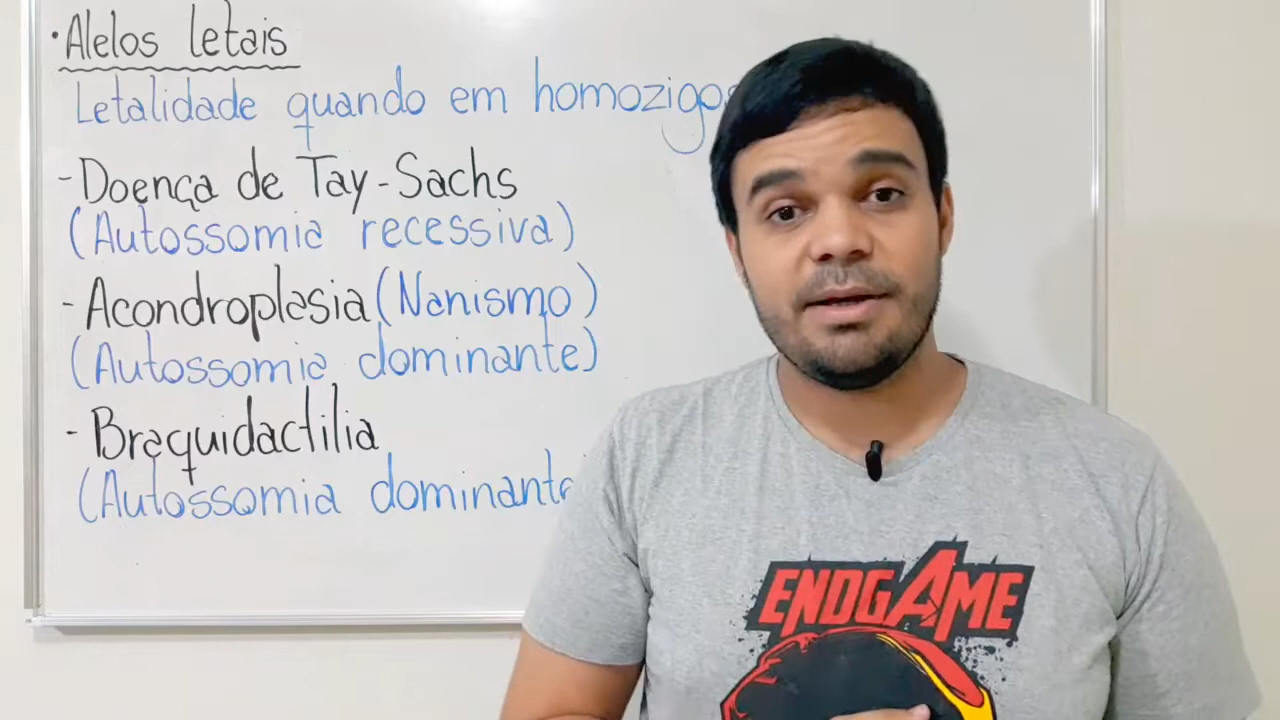 • Alelos letais
Letalidade quando em homozigos
- Doença de Tay-Sachs
(Autossomia recessiva)
- Acondroplasia (Nanismo)
(Autossomia dominante)
- Braquidactilia
(Autossomia dominante
ENDGAME